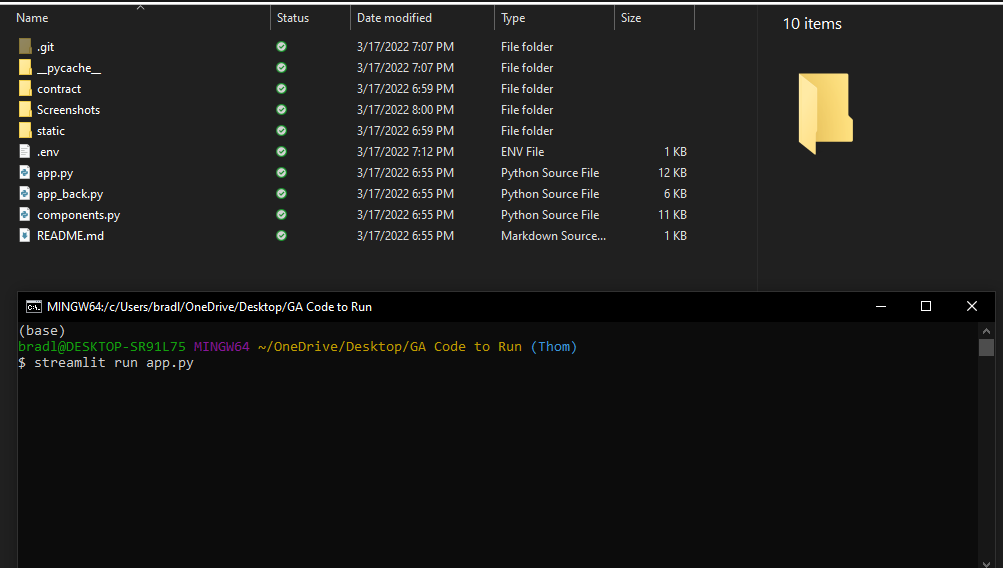 Name Status Date modified Type Size
10 items
.git 3/17/2022 7:07 PM File folder
__pycache__ 3/17/2022 7:07 PM File folder
contract 3/17/2022 6:59 PM File folder
Screenshots 3/17/2022 8:00 PM File folder
static 3/17/2022 6:59 PM File folder
.env 3/17/2022 7:12 PM ENV File 1 KB
app.py 3/17/2022 6:55 PM Python Source File 12 KB
app_back.py 3/17/2022 6:55 PM Python Source File 6 KB
components.py 3/17/2022 6:55 PM Python Source File 11 KB
README.md 3/17/2022 6:55 PM Markdown Source... 1 KB
MINGW64:/c/Users/bradl/OneDrive/Desktop/GA Code to Run
(base)
bradl@DESKTOP-SR91L75 MINGW64 ~/OneDrive/Desktop/GA Code to Run (Thom)
$ streamlit run app.py